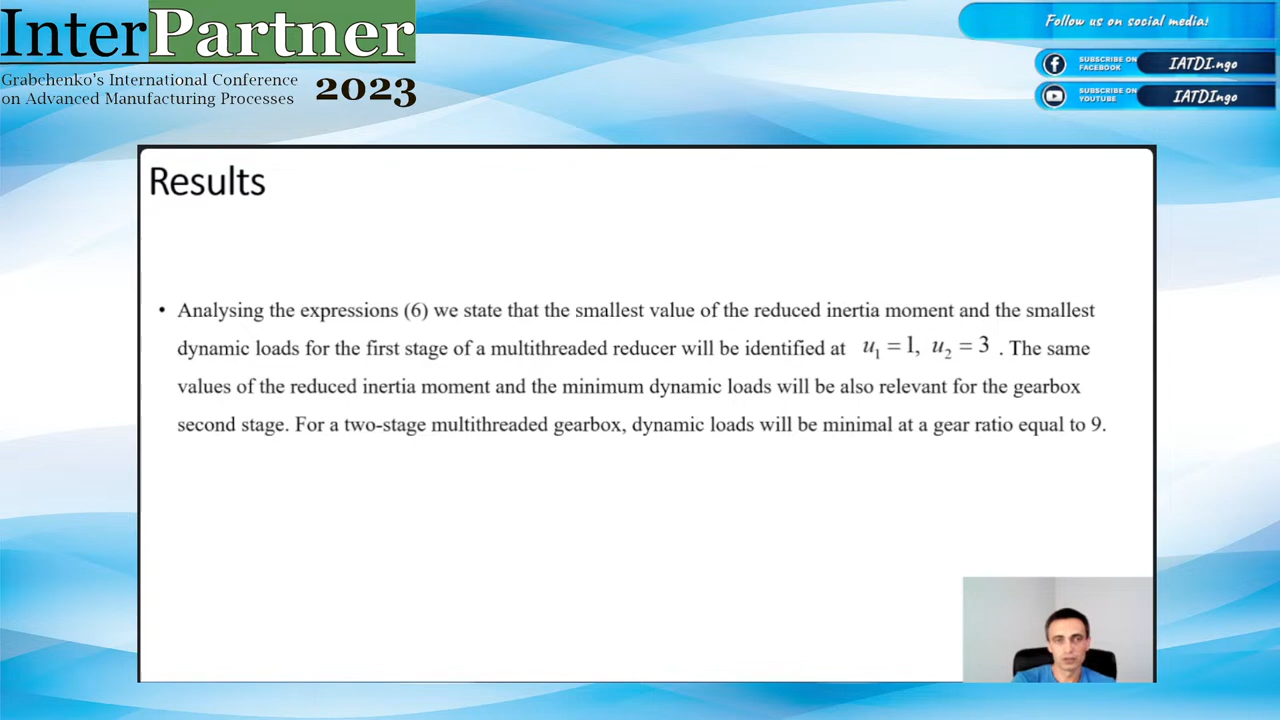 InterPartner
Grabchenko's International Conference
on Advanced Manufacturing Processes
2023
Follow us on social media!
SUBSCRIBE ON
FACEBOOK
IATDI.ngo
SUBSCRIBE ON
YOUTUBE
IATDIngo
Results
• Analysing the expressions (6) we state that the smallest value of the reduced inertia moment and the smallest
dynamic loads for the first stage of a multithreaded reducer will be identified at u₁ = 1, u₂ = 3 . The same
values of the reduced inertia moment and the minimum dynamic loads will be also relevant for the gearbox
second stage. For a two-stage multithreaded gearbox, dynamic loads will be minimal at a gear ratio equal to 9.